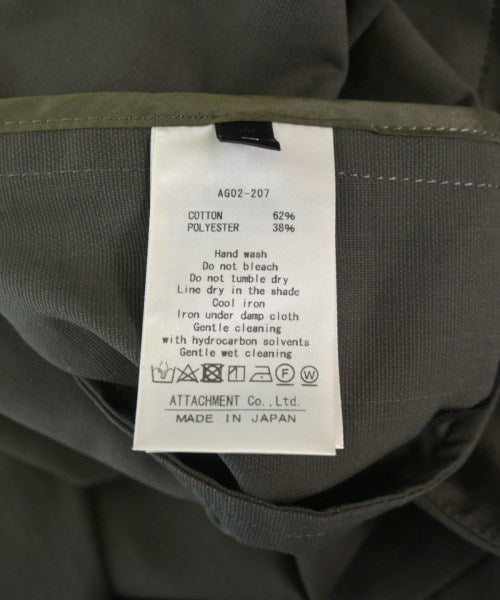 AG02-207
COTTON 62%
POLYESTER 38%
Hand wash
Do not bleach
Do not tumble dry
Line dry in the shade
Cool iron
Iron under damp cloth
Gentle cleaning
with hydrocarbon solvents
Gentle wet cleaning
F W
ATTACHMENT Co., Ltd.
MADE IN JAPAN